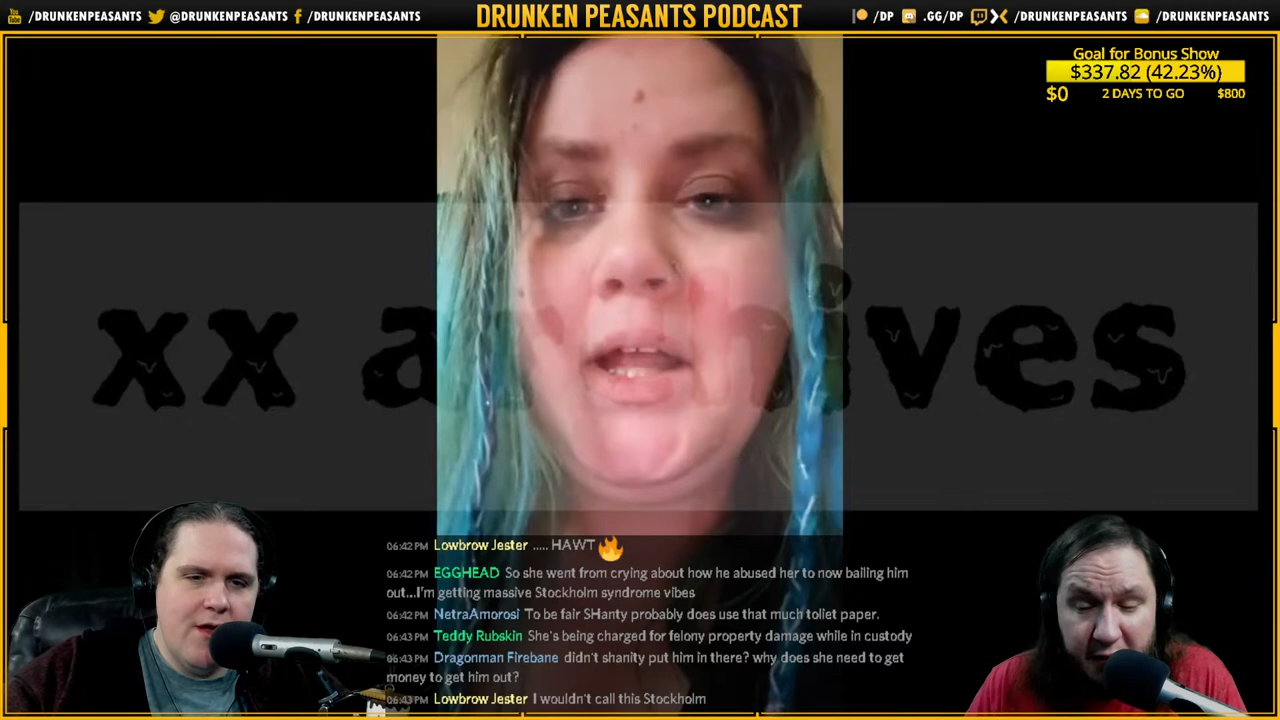 /DRUNKENPEASANTS @DRUNKENPEASANTS /DRUNKENPEASANTS DRUNKEN PEASANTS PODCAST /DP .GG/DP /DRUNKENPEASANTS /DRUNKENPEASANTS
Goal for Bonus Show
$337.82 (42.23%)
$0 2 DAYS TO GO $800
xx
06:42 PM Lowbrow Jester ..... HAWT🔥
06:42 PM EGGHEAD So she went from crying about how he abused her to now bailing him
out...I'm getting massive Stockholm syndrome vibes
06:42 PM NetraAmorosi To be fair SHanty probably does use that much toliet paper.
06:43 PM Teddy Rubskin She's being charged for felony property damage while in custody
06:43 PM Dragonman Firebane didn't shanity put him in there? why does she need to get
money to get him out?
06:43 PM Lowbrow Jester I wouldn't call this Stockholm